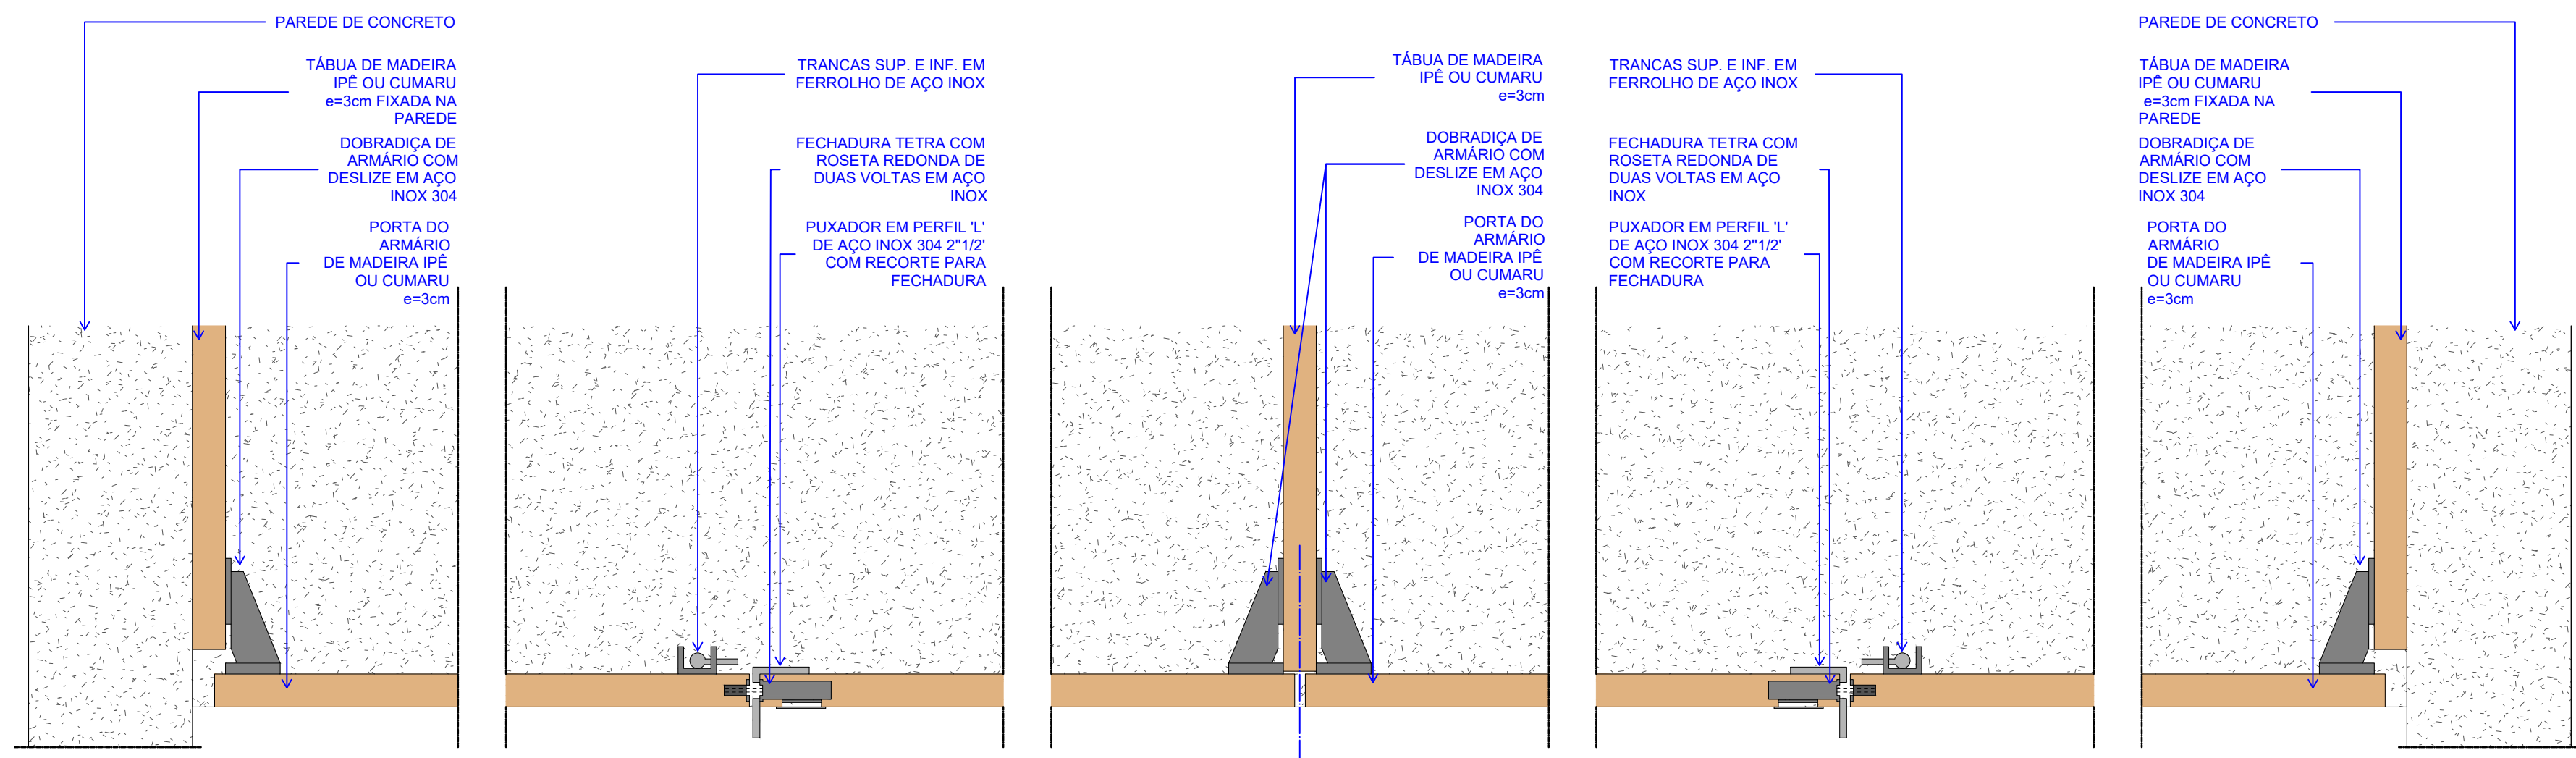 PAREDE DE CONCRETO
TÁBUA DE MADEIRA
IPÊ OU CUMARU
e=3cm FIXADA NA
PAREDE
DOBRADIÇA DE
ARMÁRIO COM
DESLIZE EM AÇO
INOX 304
PORTA DO
ARMÁRIO
DE MADEIRA IPÊ
OU CUMARU
e=3cm
TRANCAS SUP. E INF. EM
FERROLHO DE AÇO INOX
FECHADURA TETRA COM
ROSETA REDONDA DE
DUAS VOLTAS EM AÇO
INOX
PUXADOR EM PERFIL 'L'
DE AÇO INOX 304 2"1/2'
COM RECORTE PARA
FECHADURA
TÁBUA DE MADEIRA
IPÊ OU CUMARU
e=3cm
DOBRADIÇA DE
ARMÁRIO COM
DESLIZE EM AÇO
INOX 304
PORTA DO
ARMÁRIO
DE MADEIRA IPÊ
OU CUMARU
e=3cm
TRANCAS SUP. E INF. EM
FERROLHO DE AÇO INOX
FECHADURA TETRA COM
ROSETA REDONDA DE
DUAS VOLTAS EM AÇO
INOX
PUXADOR EM PERFIL 'L'
DE AÇO INOX 304 2"1/2'
COM RECORTE PARA
FECHADURA
PAREDE DE CONCRETO
TÁBUA DE MADEIRA
IPÊ OU CUMARU
e=3cm FIXADA NA
PAREDE
DOBRADIÇA DE
ARMÁRIO COM
DESLIZE EM AÇO
INOX 304
PORTA DO
ARMÁRIO
DE MADEIRA IPÊ
OU CUMARU
e=3cm